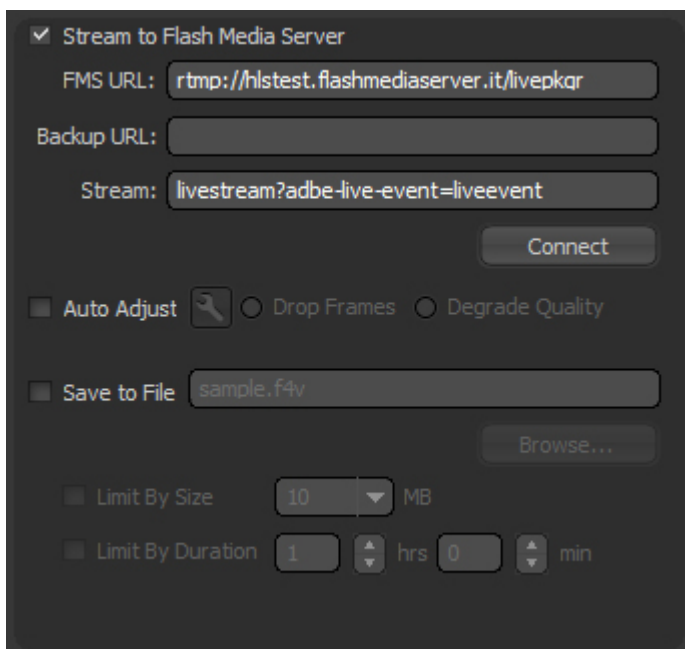 Stream to Flash Media Server
FMS URL: rtmp://hlstest.flashmediaserver.it/livepkgr
Backup URL:
Stream: livestream?adbe-live-event=liveevent
Connect
Auto Adjust Drop Frames Degrade Quality
Save to File sample.f4v
Browse...
Limit By Size 10 MB
Limit By Duration 1 hrs 0 min